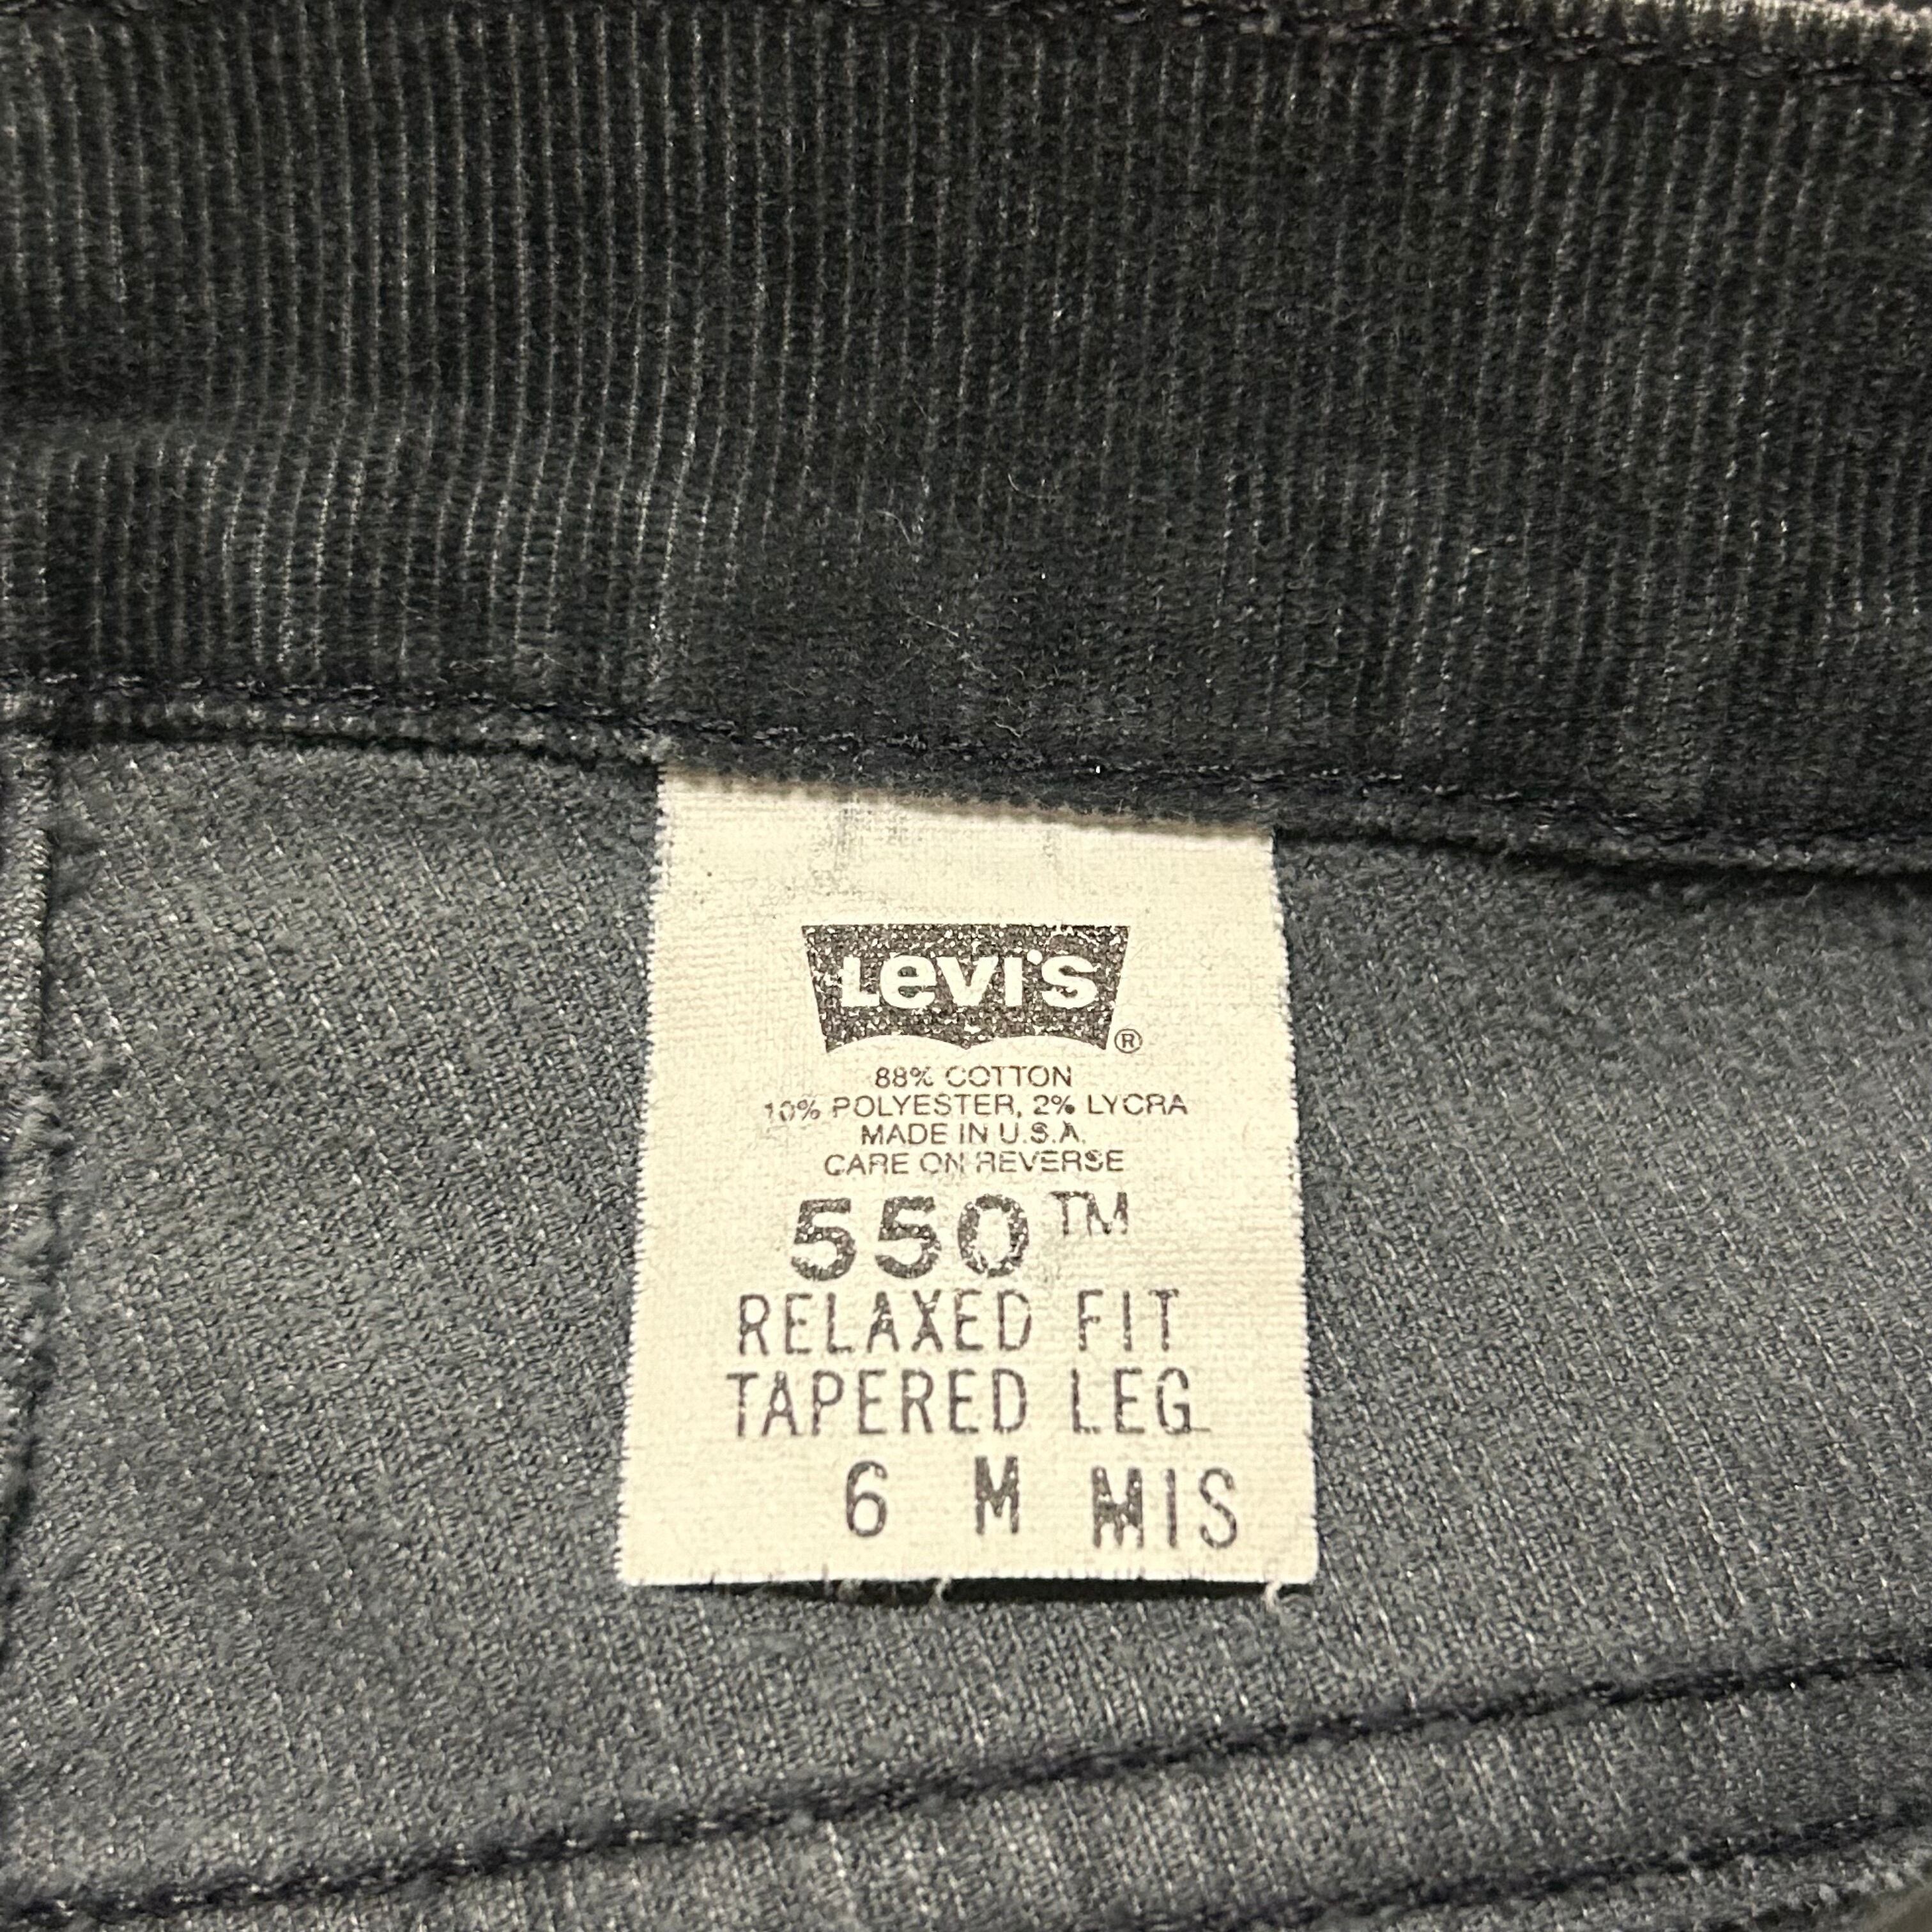 Levi's ®
88% COTTON
10% POLYESTER, 2% LYCRA
MADE IN U.S.A.
CARE ON REVERSE
550™
RELAXED FIT
TAPERED LEG
6 M MIS